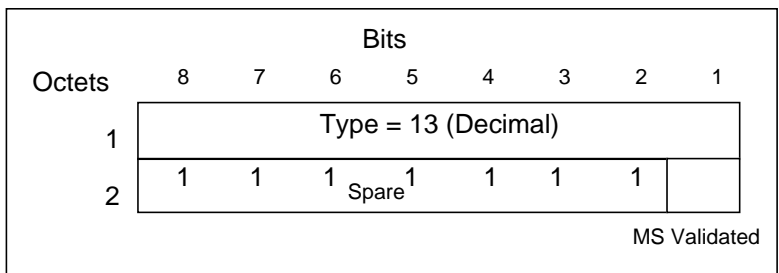 Bits
Octets 8 7 6 5 4 3 2 1
1 Type = 13 (Decimal)
2 1 1 1 Spare 1 1 1 1
MS Validated